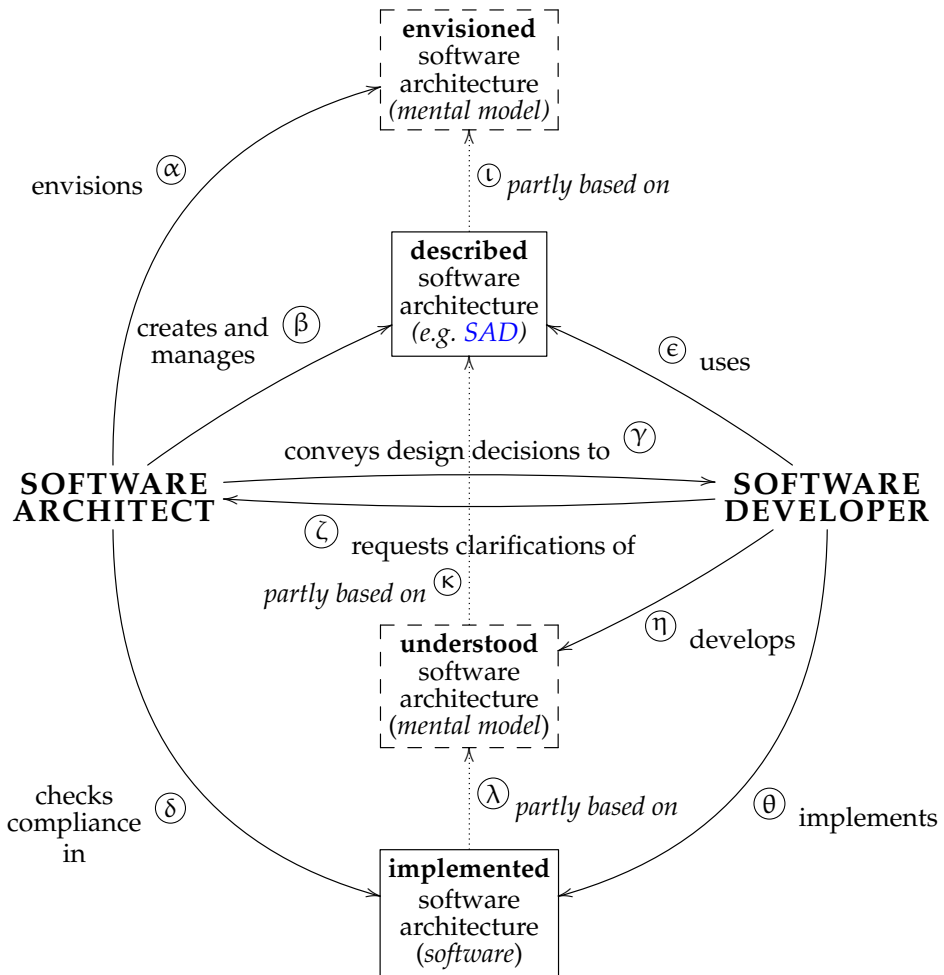 envisioned
software
architecture
(mental model)
envisions α
ι partly based on
described
software
architecture
(e.g. SAD)
creates and β
manages
ϵ uses
conveys design decisions to γ
SOFTWARE
ARCHITECT
SOFTWARE
DEVELOPER
ζ requests clarifications of
partly based on κ
η develops
understood
software
architecture
(mental model)
λ partly based on
checks
compliance δ
in
θ implements
implemented
software
architecture
(software)